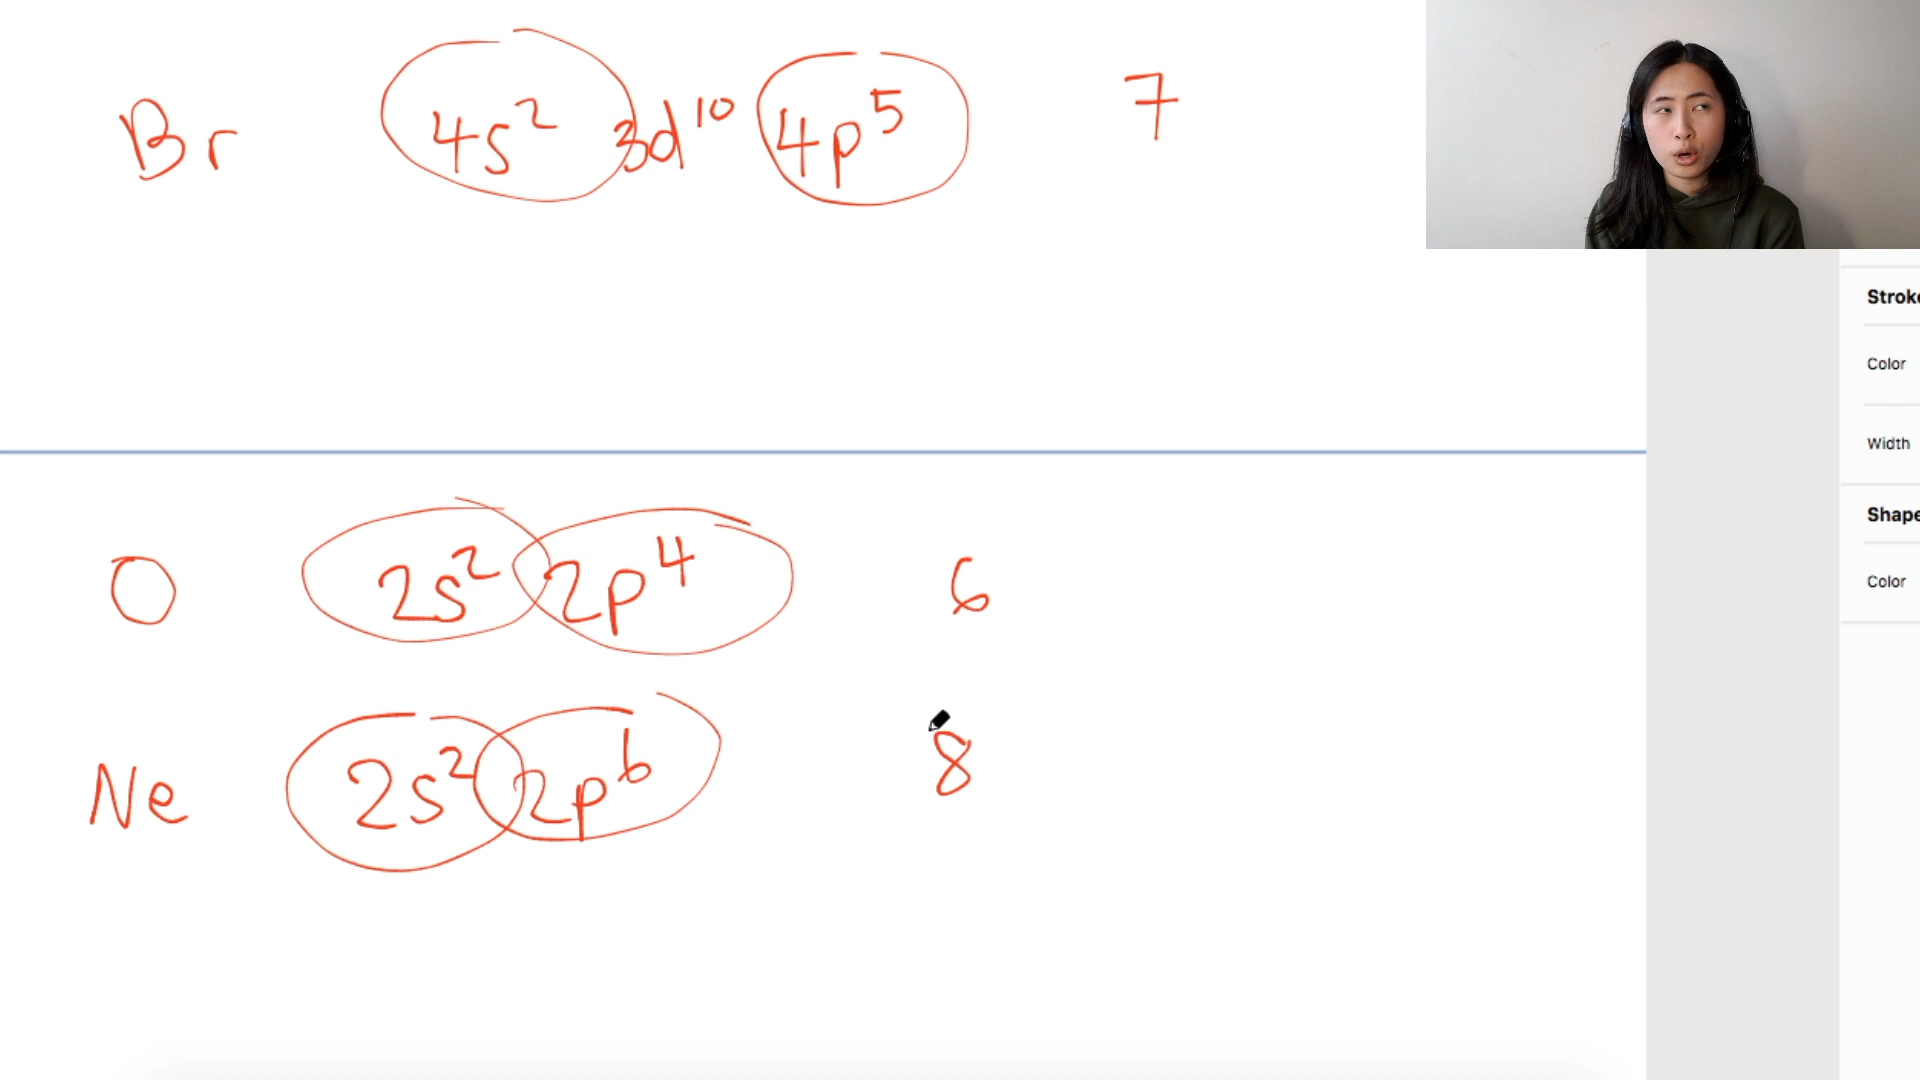 Br 4s² 3d¹⁰ 4p⁵ 7
Stroke
Color
Width
Shape
Color
O 2s² 2p⁴ 6
Ne 2s² 2p⁶ 8